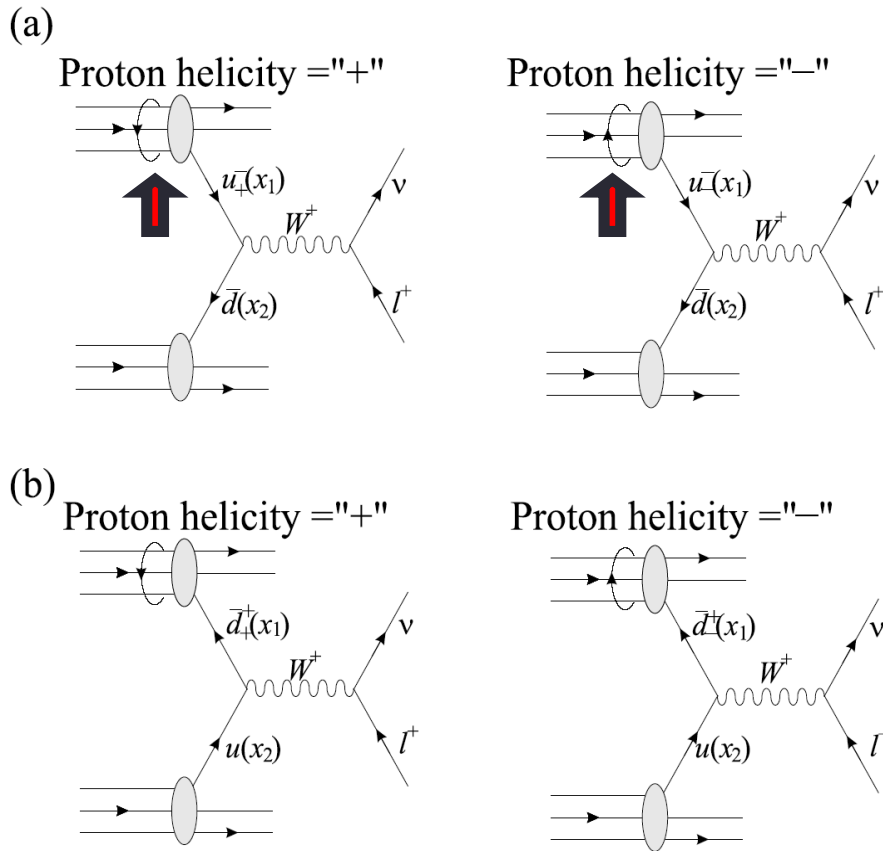 (a)
Proton helicity ="+" Proton helicity ="–"
u₊⁻(x₁) u₋⁻(x₁)
W⁺ ν W⁺ ν
d̄(x₂) l⁺ d̄(x₂) l⁺
(b)
Proton helicity ="+" Proton helicity ="–"
d̄₊⁺(x₁) d̄₋⁺(x₁)
W⁺ ν W⁺ ν
u(x₂) l⁺ u(x₂) l